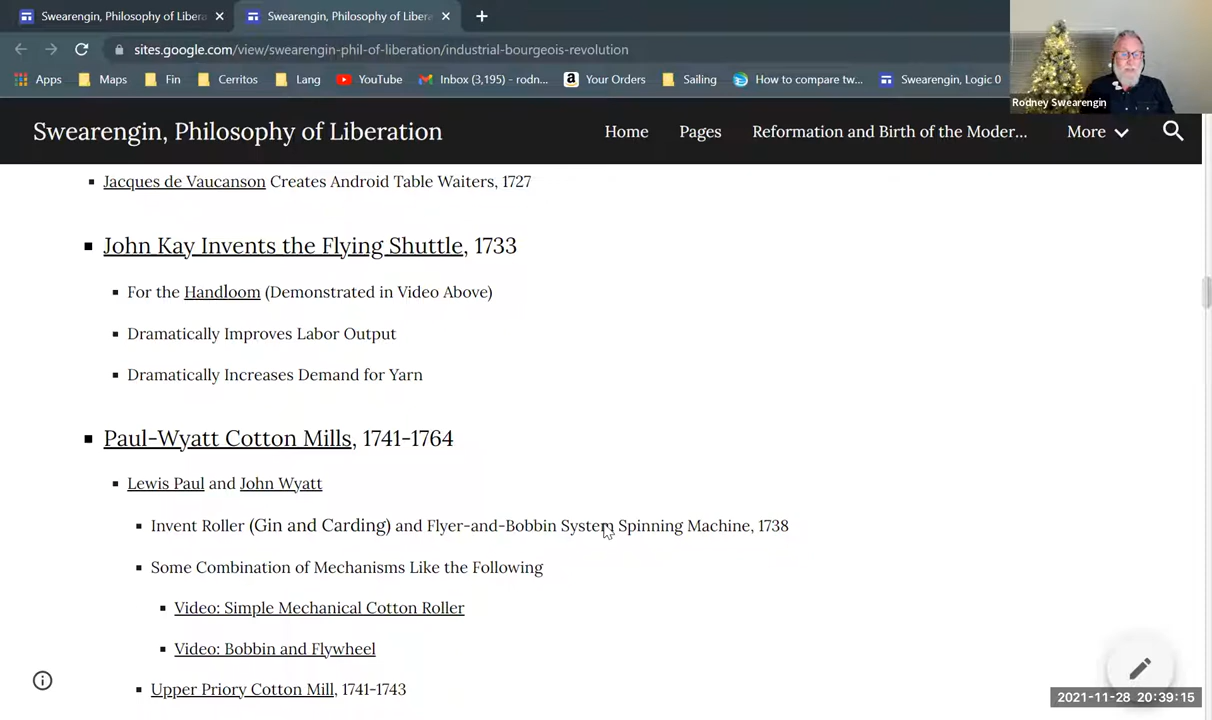 Swearengin, Philosophy of Libera
Swearengin, Philosophy of Libera
sites.google.com/view/swearengin-phil-of-liberation/industrial-bourgeois-revolution
Apps Maps Fin Cerritos Lang YouTube Inbox (3,195) - rodn... Your Orders Sailing How to compare tw... Swearengin, Logic 0
Rodney Swearengin
Swearengin, Philosophy of Liberation
Home Pages Reformation and Birth of the Moder... More
Jacques de Vaucanson Creates Android Table Waiters, 1727
John Kay Invents the Flying Shuttle, 1733
For the Handloom (Demonstrated in Video Above)
Dramatically Improves Labor Output
Dramatically Increases Demand for Yarn
Paul-Wyatt Cotton Mills, 1741-1764
Lewis Paul and John Wyatt
Invent Roller (Gin and Carding) and Flyer-and-Bobbin System Spinning Machine, 1738
Some Combination of Mechanisms Like the Following
Video: Simple Mechanical Cotton Roller
Video: Bobbin and Flywheel
Upper Priory Cotton Mill, 1741-1743
2021-11-28 20:39:15